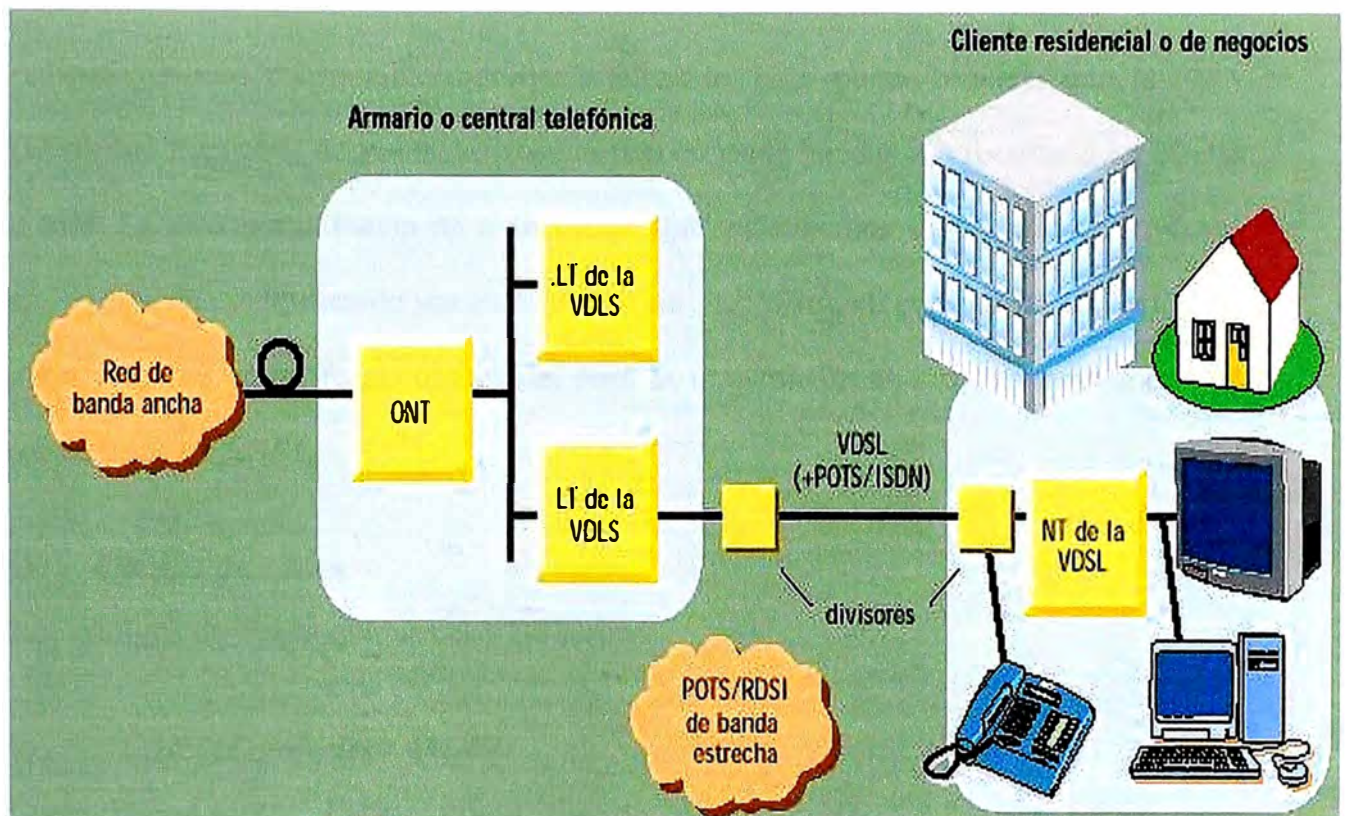 Cliente residencial o de negocios
Armario o central telefónica
.LT de la
VDLS
Red de
banda ancha
ONT
LT de la
VDLS
VDSL
(+POTS/ISDN)
NT de la
VDSL
divisores
POTS/RDSI
de banda
estrecha